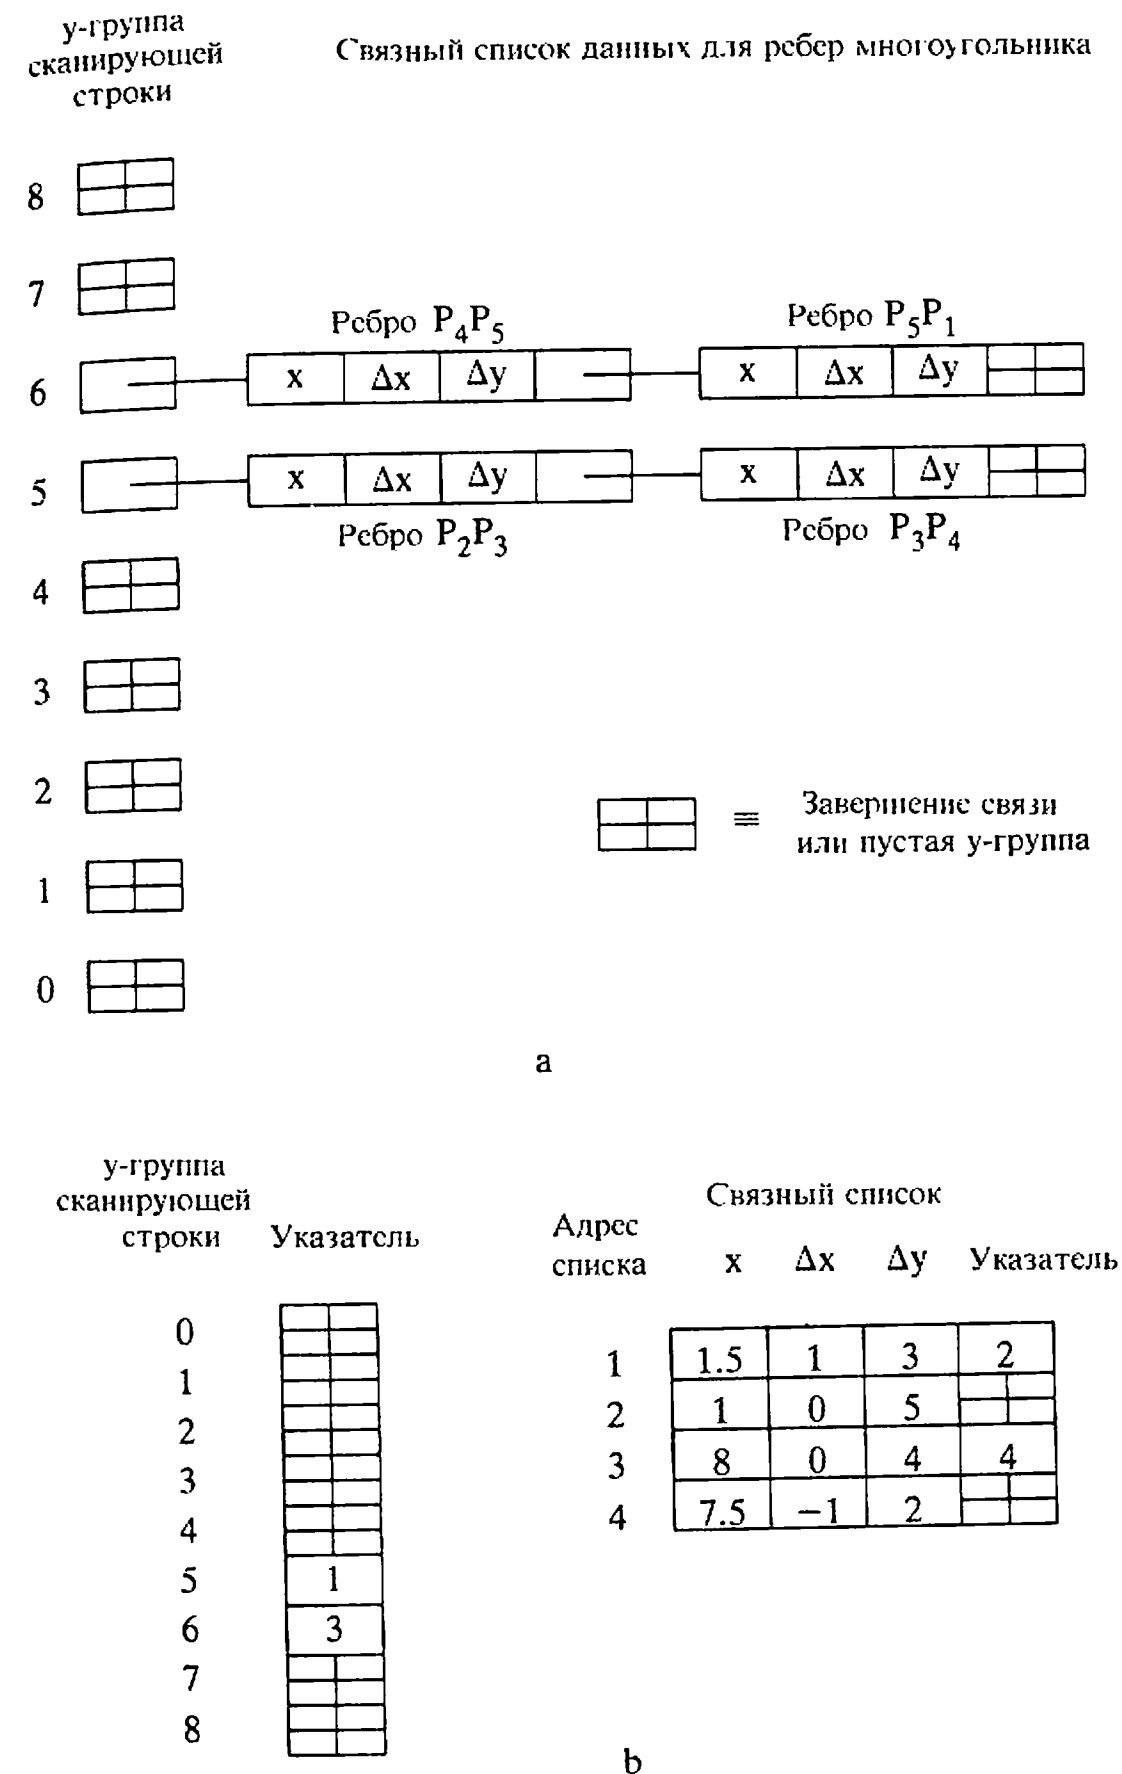 y-группа
сканирующей
строки
Связный список данных для ребер многоугольника
8
7
Ребро P₄P₅
Ребро P₅P₁
6 x Δx Δy x Δx Δy
5 x Δx Δy x Δx Δy
Ребро P₂P₃
Ребро P₃P₄
4
3
2
≡ Завершение связи
или пустая y-группа
1
0
a
y-группа
сканирующей
строки
Указатель
Связный список
Адрес
списка
x Δx Δy Указатель
0
1
2
3
4
5 1
6 3
7
8
1 1.5 1 3 2
2 1 0 5
3 8 0 4 4
4 7.5 −1 2
b